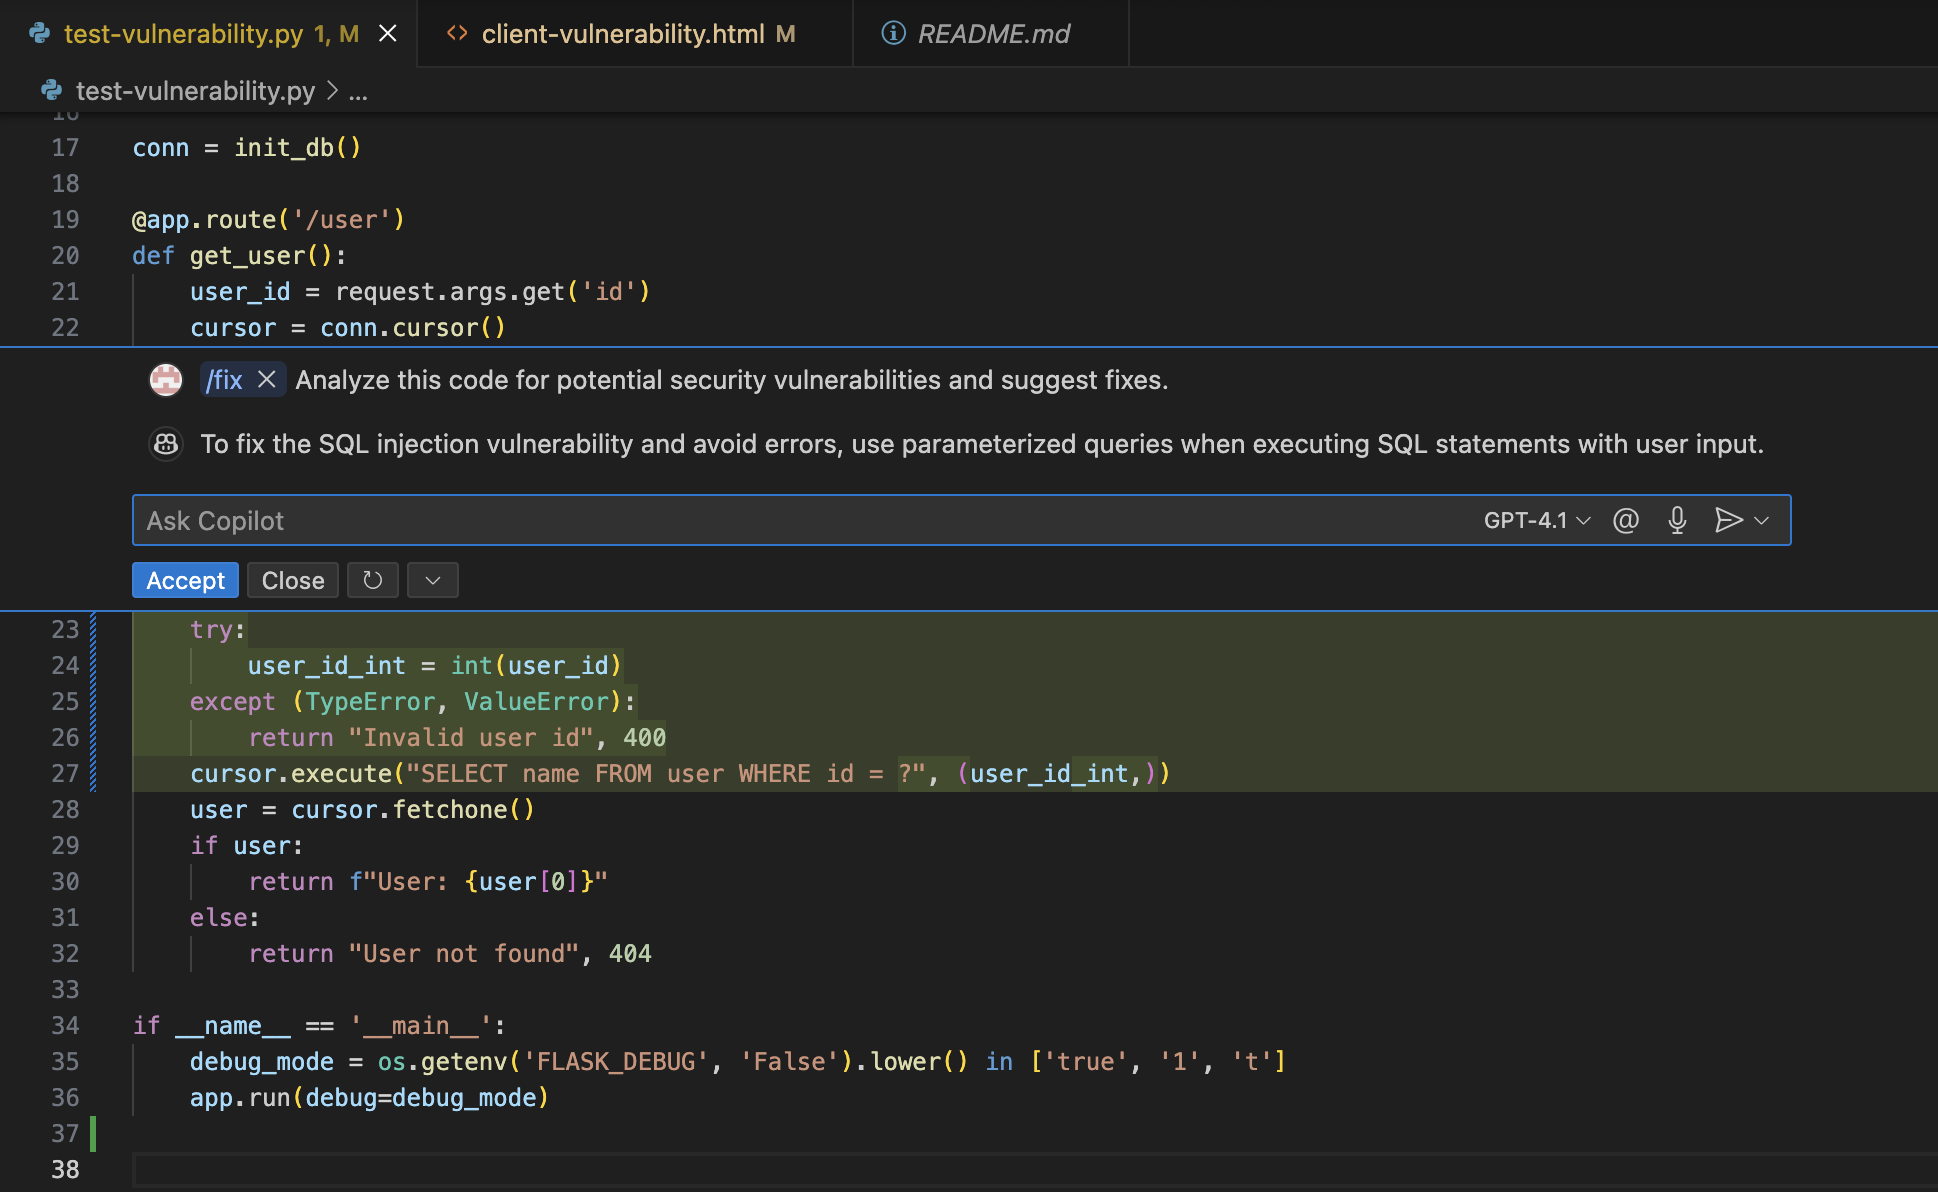 test-vulnerability.py 1, M
client-vulnerability.html M
README.md
test-vulnerability.py > ...
16
17 conn = init_db()
18
19 @app.route('/user')
20 def get_user():
21 user_id = request.args.get('id')
22 cursor = conn.cursor()
/fix Analyze this code for potential security vulnerabilities and suggest fixes.
To fix the SQL injection vulnerability and avoid errors, use parameterized queries when executing SQL statements with user input.
Ask Copilot GPT-4.1 @
Accept Close
23 try:
24 user_id_int = int(user_id)
25 except (TypeError, ValueError):
26 return "Invalid user id", 400
27 cursor.execute("SELECT name FROM user WHERE id = ?", (user_id_int,))
28 user = cursor.fetchone()
29 if user:
30 return f"User: {user[0]}"
31 else:
32 return "User not found", 404
33
34 if __name__ == '__main__':
35 debug_mode = os.getenv('FLASK_DEBUG', 'False').lower() in ['true', '1', 't']
36 app.run(debug=debug_mode)
37
38